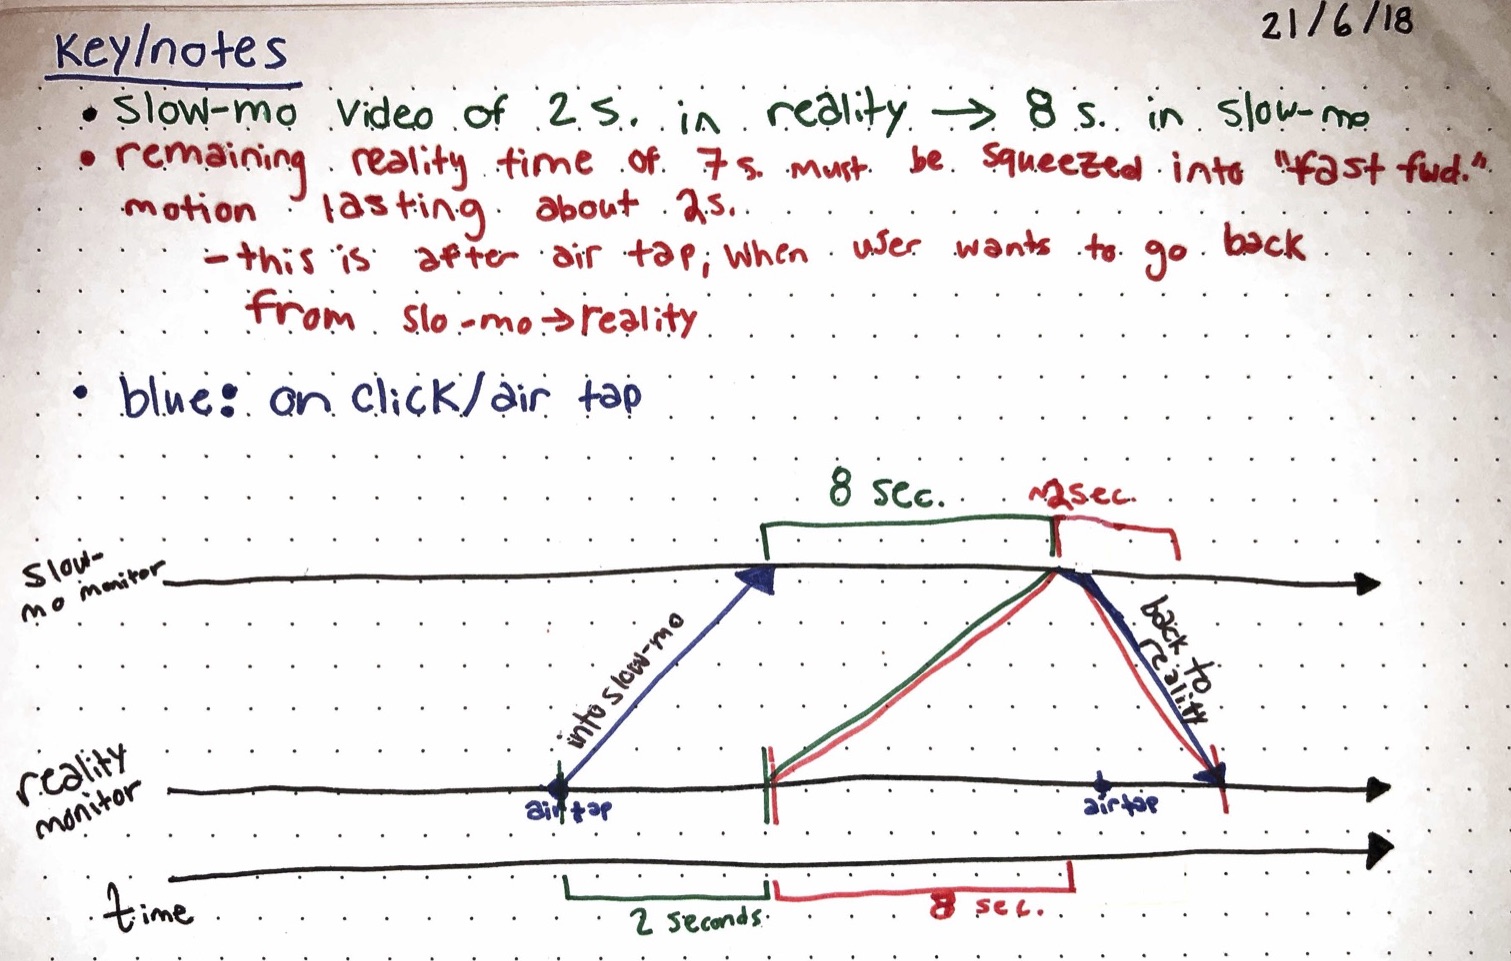 21/6/18
Key/notes
• Slow-mo video of 2 s. in reality → 8 s. in slow-mo
• remaining reality time of 7 s. must be squeezed into "fast fwd."
motion lasting about 2s.
- this is after air tap; when user wants to go back
from slo-mo → reality
• blue: on click/air tap
8 sec.
~2sec.
Slow-
mo monitor
into slow-mo
back to
reality
reality
monitor
air tap
air tap
time
2 seconds
8 sec.